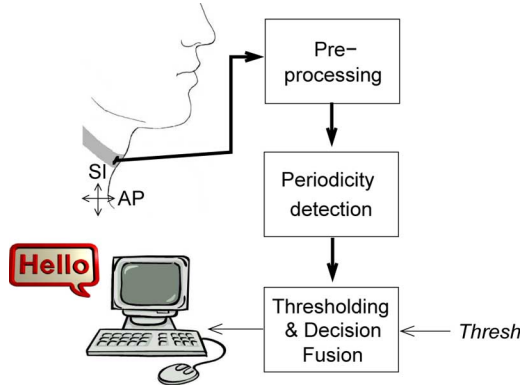 Pre-
processing
SI
AP
Periodicity
detection
Hello
Thresholding
& Decision
Fusion
Thresh